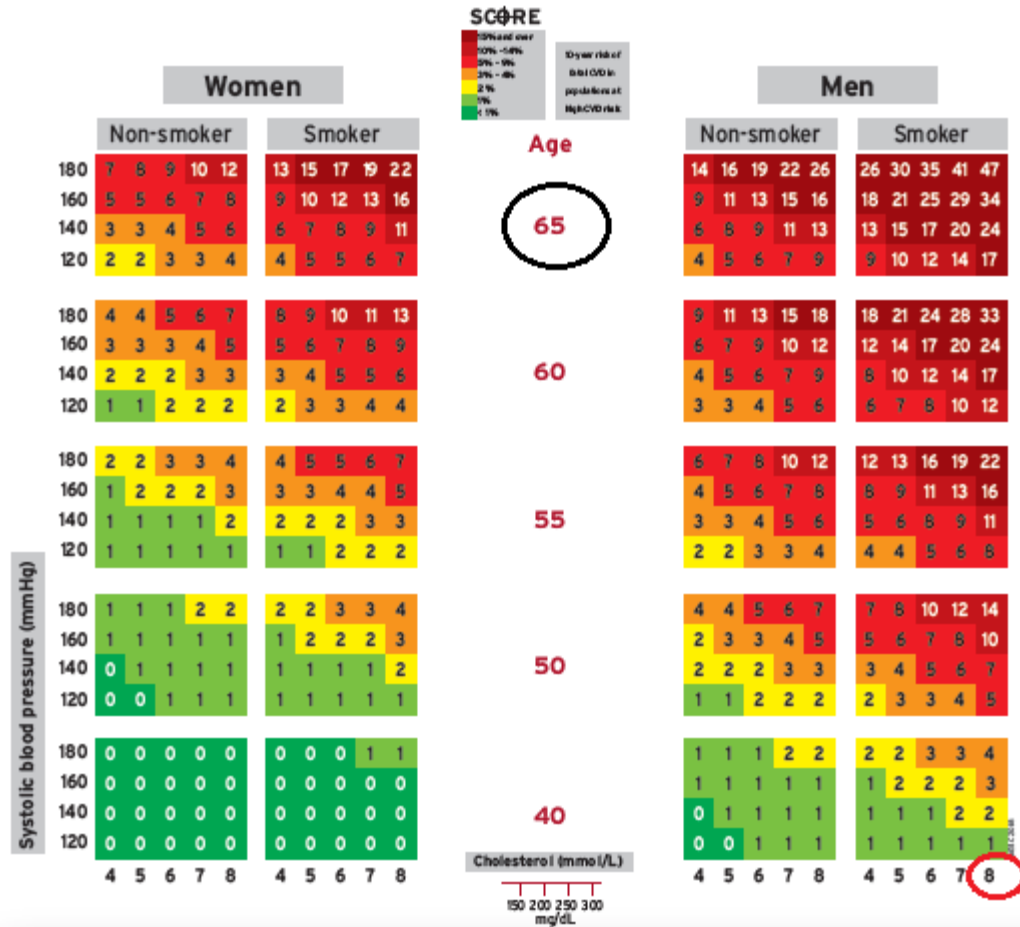 SCORE
15% and over
10% -14%
5% - 9%
3% - 4%
2 %
1%
< 1%
10-year risk of
fatal CVD in
populations at
High CVD risk
Women
Men
Non-smoker Smoker Age Non-smoker Smoker
180 7 8 9 10 12 13 15 17 19 22 14 16 19 22 26 26 30 35 41 47
160 5 5 6 7 8 9 10 12 13 16 9 11 13 15 16 18 21 25 29 34
140 3 3 4 5 6 6 7 8 9 11 65 6 8 9 11 13 13 15 17 20 24
120 2 2 3 3 4 4 5 5 6 7 4 5 6 7 9 9 10 12 14 17
180 4 4 5 6 7 8 9 10 11 13 9 11 13 15 18 18 21 24 28 33
160 3 3 3 4 5 5 6 7 8 9 60 6 7 9 10 12 12 14 17 20 24
140 2 2 2 3 3 3 4 5 5 6 4 5 6 7 9 8 10 12 14 17
120 1 1 2 2 2 2 3 3 4 4 3 3 4 5 6 6 7 8 10 12
180 2 2 3 3 4 4 5 5 6 7 6 7 8 10 12 12 13 16 19 22
160 1 2 2 2 3 3 3 4 4 5 4 5 6 7 8 8 9 11 13 16
140 1 1 1 1 2 2 2 2 3 3 55 3 3 4 5 6 5 6 8 9 11
120 1 1 1 1 1 1 1 2 2 2 2 2 3 3 4 4 4 5 6 8
180 1 1 1 2 2 2 2 3 3 4 4 4 5 6 7 7 8 10 12 14
160 1 1 1 1 1 1 2 2 2 3 2 3 3 4 5 5 6 7 8 10
140 0 1 1 1 1 1 1 1 1 2 50 2 2 2 3 3 3 4 5 6 7
120 0 0 1 1 1 1 1 1 1 1 1 1 2 2 2 2 3 3 4 5
180 0 0 0 0 0 0 0 0 1 1 1 1 1 2 2 2 2 3 3 4
160 0 0 0 0 0 0 0 0 0 0 1 1 1 1 1 1 2 2 2 3
140 0 0 0 0 0 0 0 0 0 0 40 0 1 1 1 1 1 1 1 2 2
120 0 0 0 0 0 0 0 0 0 0 0 0 1 1 1 1 1 1 1 1
4 5 6 7 8 4 5 6 7 8 4 5 6 7 8 4 5 6 7 8
Systolic blood pressure (mmHg)
Cholesterol (mmol/L)
150 200 250 300
mg/dL